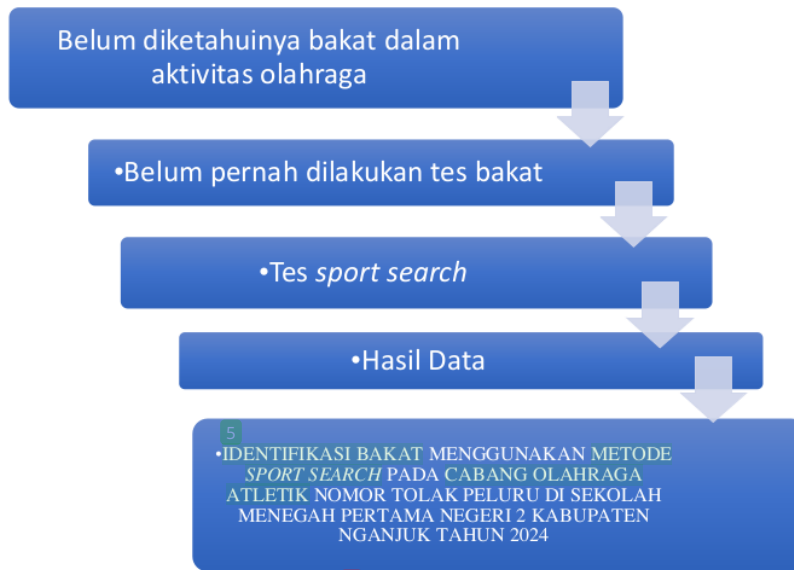 Belum diketahuinya bakat dalam
aktivitas olahraga
•Belum pernah dilakukan tes bakat
•Tes sport search
•Hasil Data
5
•IDENTIFIKASI BAKAT MENGGUNAKAN METODE
SPORT SEARCH PADA CABANG OLAHRAGA
ATLETIK NOMOR TOLAK PELURU DI SEKOLAH
MENEGAH PERTAMA NEGERI 2 KABUPATEN
NGANJUK TAHUN 2024